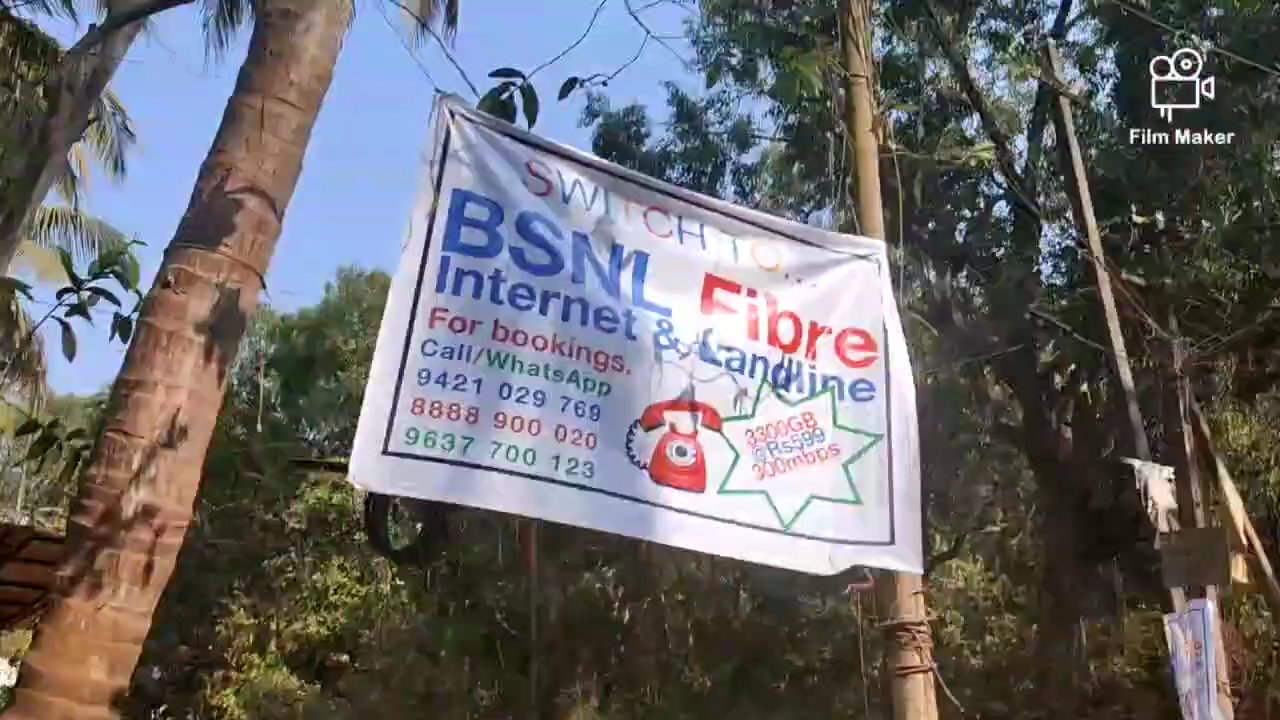 SWITCH TO...
BSNL Fibre
Internet & Landline
For bookings.
Call/WhatsApp
9421 029 769
8888 900 020
9637 700 123
3300GB
@Rs599
300mbps
Film Maker